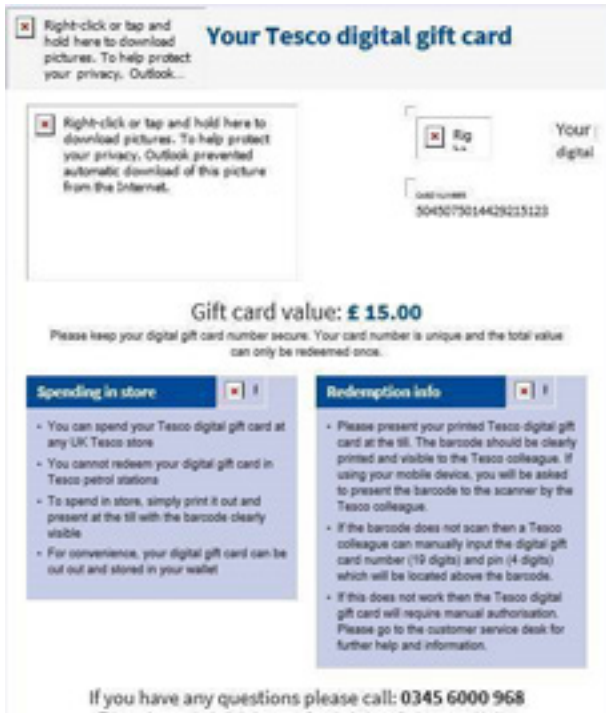 Right-click or tap and
hold here to download
pictures. To help protect
your privacy, Outlook...
Your Tesco digital gift card
Right-click or tap and hold here to
download pictures. To help protect
your privacy, Outlook prevented
automatic download of this picture
from the Internet.
Rig
Your
digital
CARD NUMBER
5045075014429215123
Gift card value: £ 15.00
Please keep your digital gift card number secure. Your card number is unique and the total value
can only be redeemed once.
Spending in store
• You can spend your Tesco digital gift card at
any UK Tesco store
• You cannot redeem your digital gift card in
Tesco petrol stations
• To spend in store, simply print it out and
present at the till with the barcode clearly
visible
• For convenience, your digital gift card can be
cut out and stored in your wallet
Redemption info
• Please present your printed Tesco digital gift
card at the till. The barcode should be clearly
printed and visible to the Tesco colleague. If
using your mobile device, you will be asked
to present the barcode to the scanner by the
Tesco colleague.
• If the barcode does not scan then a Tesco
colleague can manually input the digital gift
card number (19 digits) and pin (4 digits)
which will be located above the barcode.
• If this does not work then the Tesco digital
gift card will require manual authorisation.
Please go to the customer service desk for
further help and information.
If you have any questions please call: 0345 6000 968